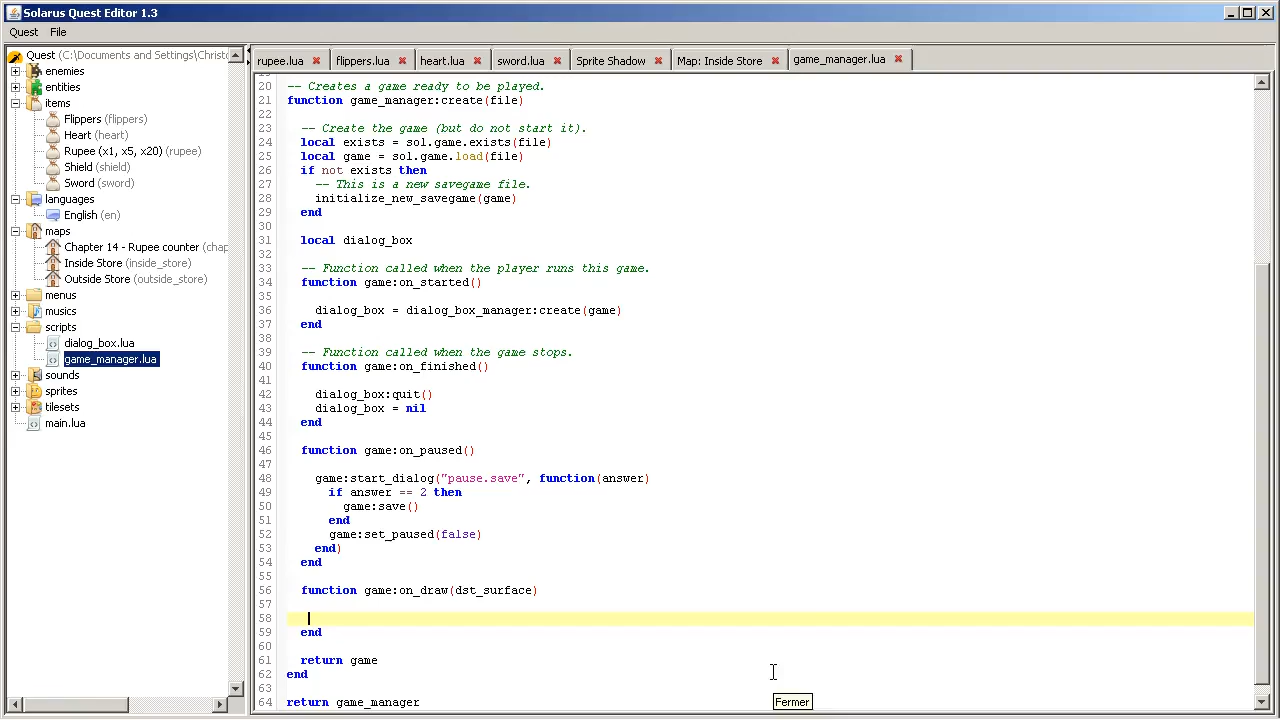 Solarus Quest Editor 1.3
Quest File
Quest (C:\Documents and Settings\Christ
enemies
entities
items
Flippers (flippers)
Heart (heart)
Rupee (x1, x5, x20) (rupee)
Shield (shield)
Sword (sword)
languages
English (en)
maps
Chapter 14 - Rupee counter (chap
Inside Store (inside_store)
Outside Store (outside_store)
menus
musics
scripts
dialog_box.lua
game_manager.lua
sounds
sprites
tilesets
main.lua
rupee.lua flippers.lua heart.lua sword.lua Sprite Shadow Map: Inside Store game_manager.lua
20 -- Creates a game ready to be played.
21 function game_manager:create(file)
22
23 -- Create the game (but do not start it).
24 local exists = sol.game.exists(file)
25 local game = sol.game.load(file)
26 if not exists then
27 -- This is a new savegame file.
28 initialize_new_savegame(game)
29 end
30
31 local dialog_box
32
33 -- Function called when the player runs this game.
34 function game:on_started()
35
36 dialog_box = dialog_box_manager:create(game)
37 end
38
39 -- Function called when the game stops.
40 function game:on_finished()
41
42 dialog_box:quit()
43 dialog_box = nil
44 end
45
46 function game:on_paused()
47
48 game:start_dialog("pause.save", function(answer)
49 if answer == 2 then
50 game:save()
51 end
52 game:set_paused(false)
53 end)
54 end
55
56 function game:on_draw(dst_surface)
57
58
59 end
60
61 return game
62 end
63
64 return game_manager
Fermer